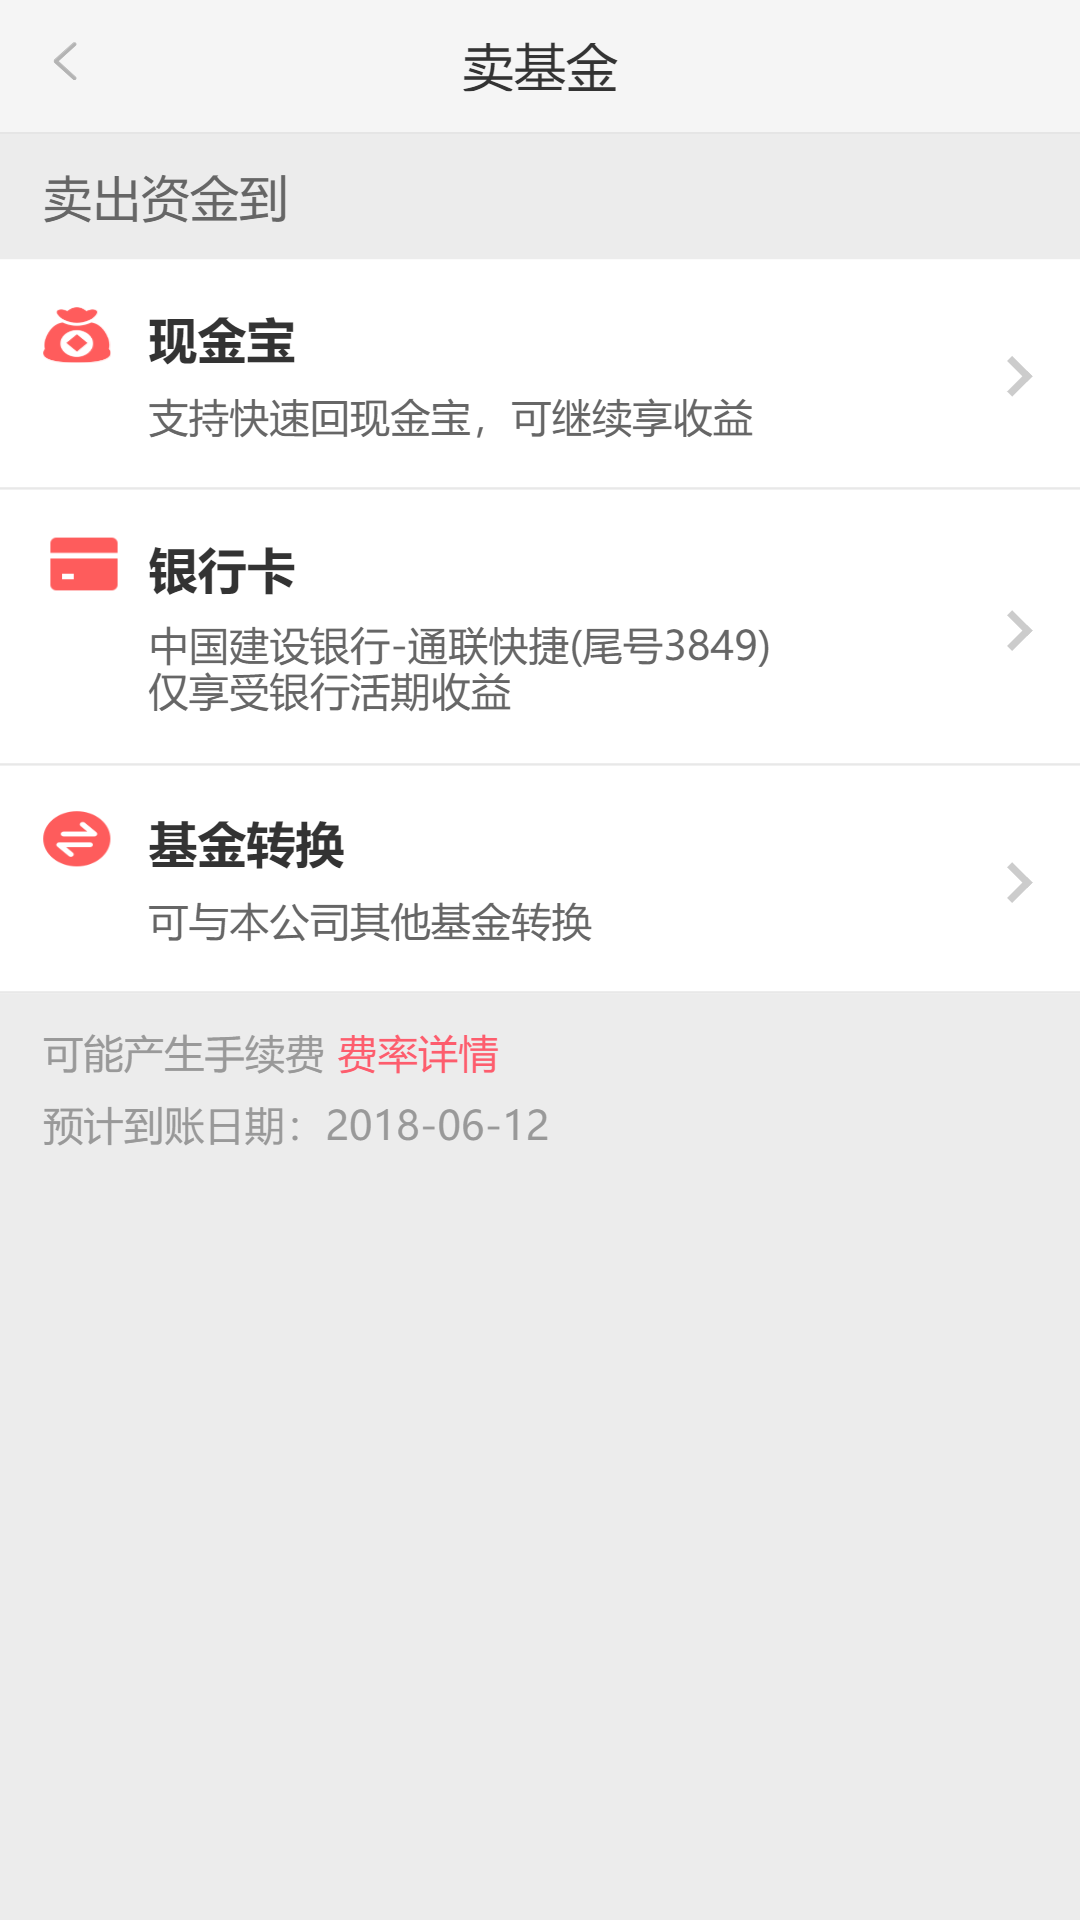 卖基金
卖出资金到
现金宝
支持快速回现金宝，可继续享收益
银行卡
中国建设银行-通联快捷(尾号3849)
仅享受银行活期收益
基金转换
可与本公司其他基金转换
可能产生手续费 费率详情
预计到账日期：2018-06-12